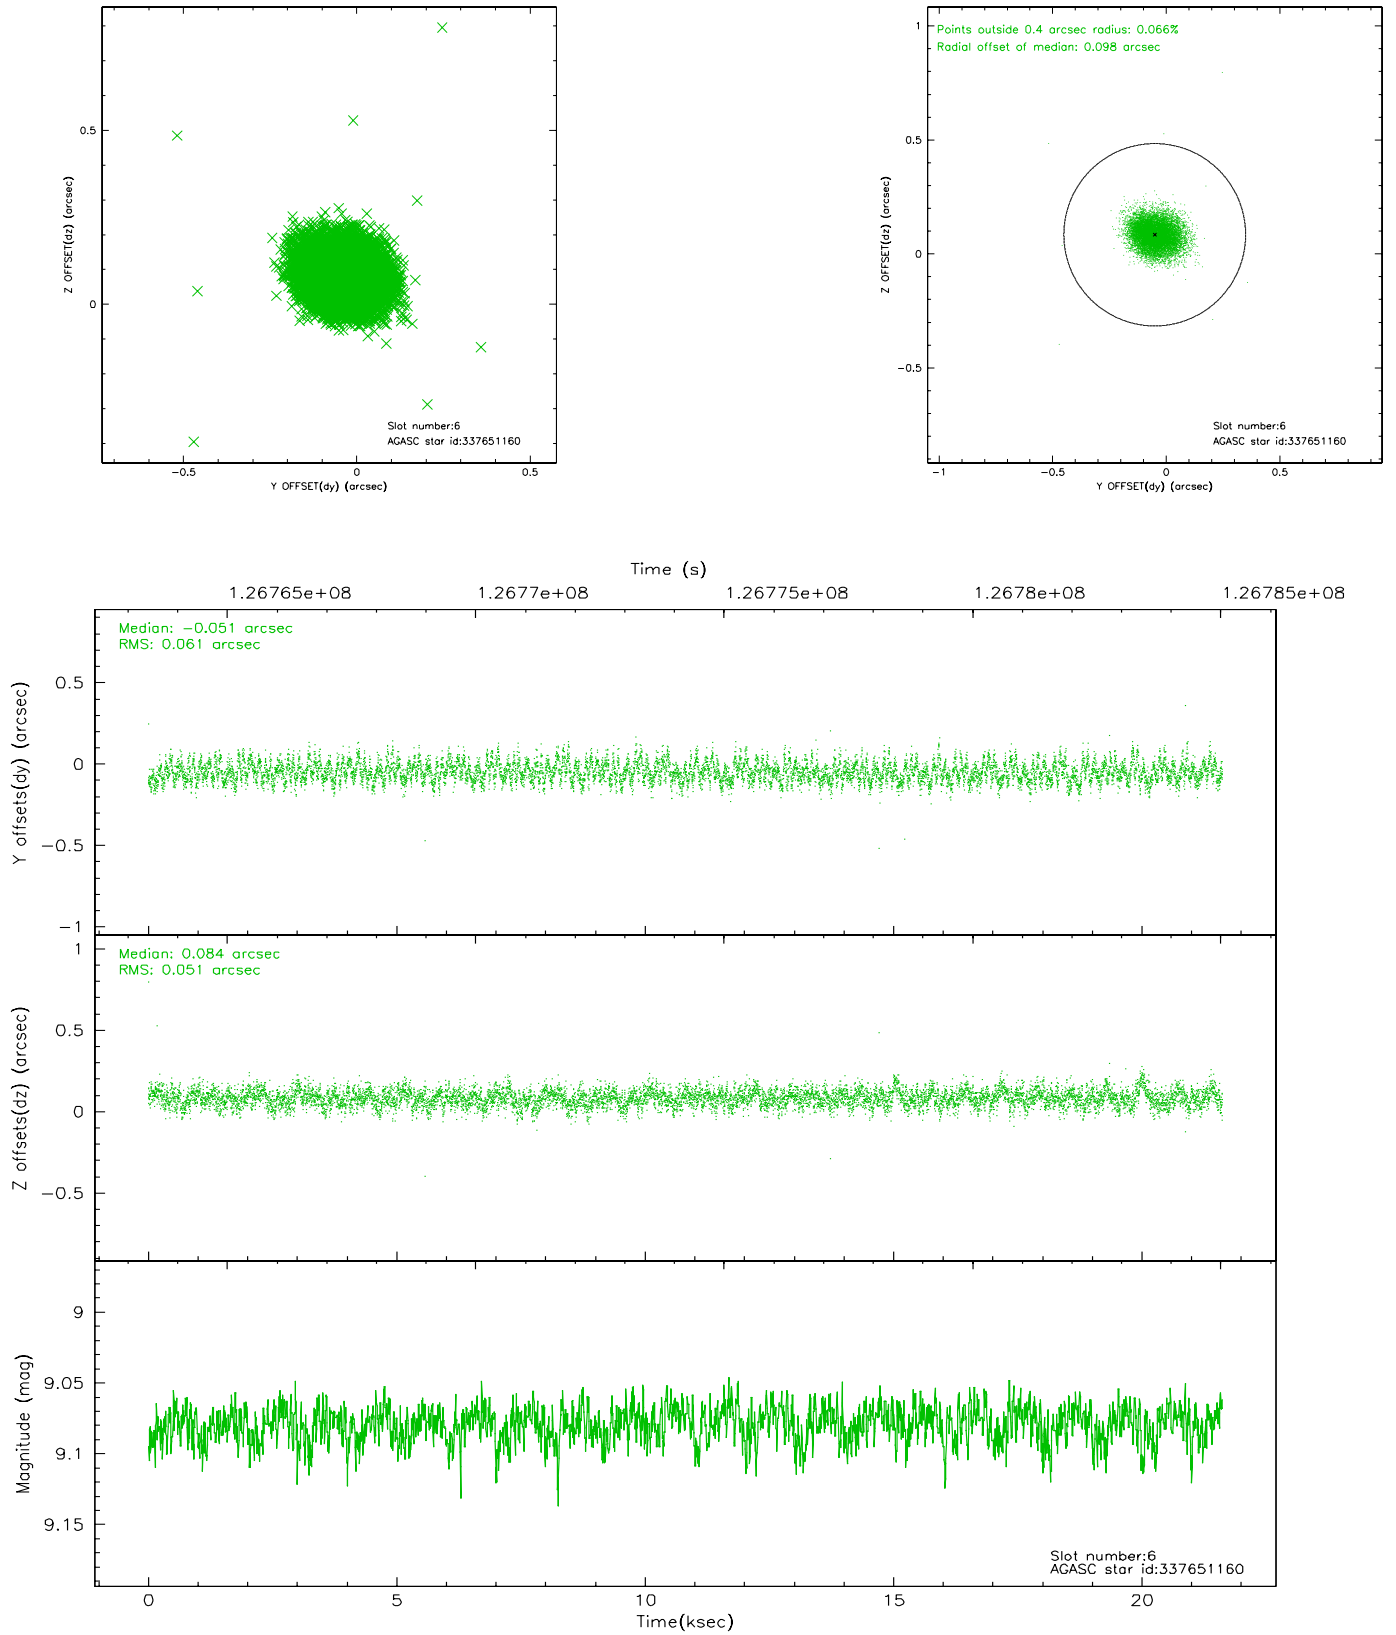 0.5
0
Z OFFSET(dz) (arcsec)
Slot number:6
AGASC star id:337651160
−0.5 0 0.5
Y OFFSET(dy) (arcsec)
Points outside 0.4 arcsec radius: 0.066%
Radial offset of median: 0.098 arcsec
1
0.5
0
−0.5
Z OFFSET(dz) (arcsec)
Slot number:6
AGASC star id:337651160
−1 −0.5 0 0.5
Y OFFSET(dy) (arcsec)
Time (s)
1.26765e+08 1.2677e+08 1.26775e+08 1.2678e+08 1.26785e+08
Median: −0.051 arcsec
RMS: 0.061 arcsec
0.5
0
−0.5
−1
Y offsets(dy) (arcsec)
Median: 0.084 arcsec
RMS: 0.051 arcsec
1
0.5
0
−0.5
Z offsets(dz) (arcsec)
9
9.05
9.1
9.15
Magnitude (mag)
Slot number:6
AGASC star id:337651160
0 5 10 15 20
Time(ksec)